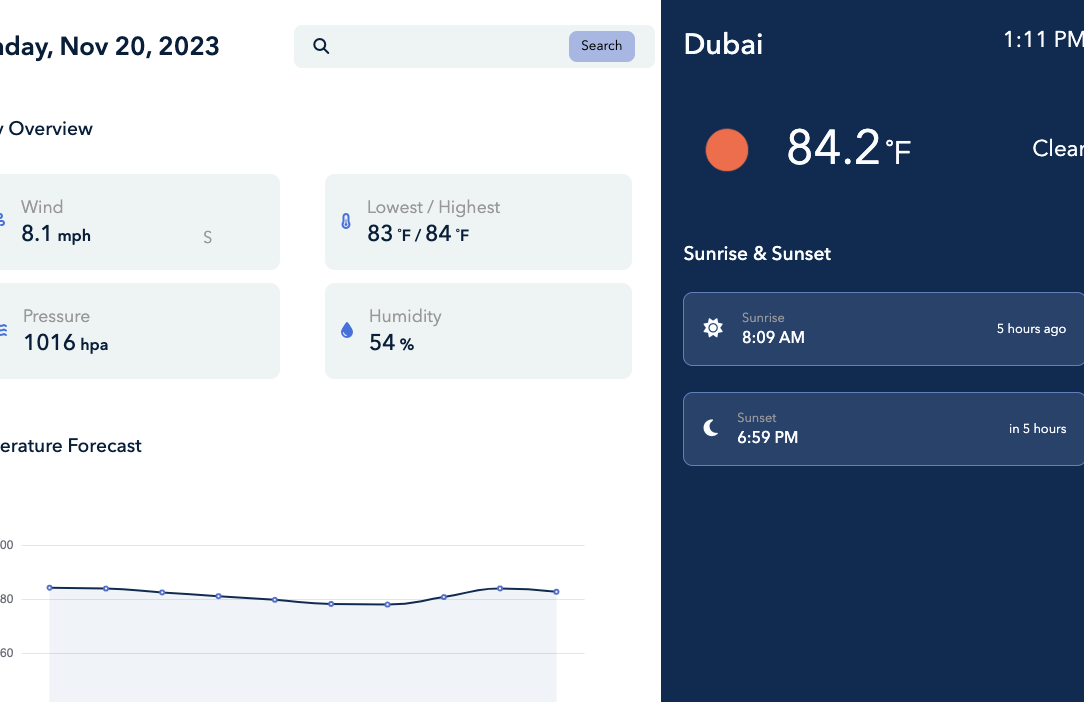 day, Nov 20, 2023
Search
y Overview
Wind
8.1 mph
S
Lowest / Highest
83 °F / 84 °F
Pressure
1016 hpa
Humidity
54 %
erature Forecast
00
80
60
Dubai
1:11 PM
84.2 °F
Clear
Sunrise & Sunset
Sunrise
8:09 AM
5 hours ago
Sunset
6:59 PM
in 5 hours